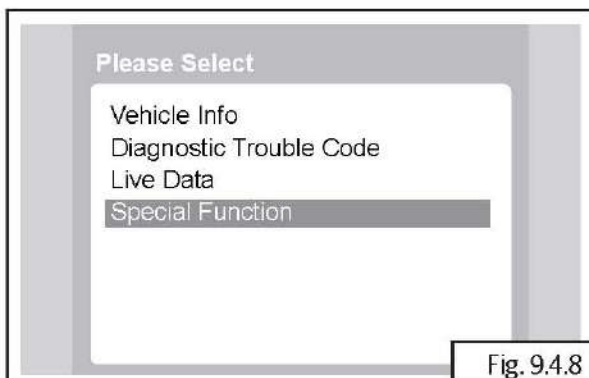 Please Select
Vehicle Info
Diagnostic Trouble Code
Live Data
Special Function
Fig. 9.4.8